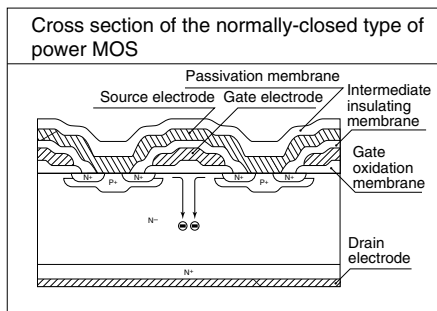 Cross section of the normally-closed type of
power MOS
Passivation membrane
Intermediate
insulating
membrane
Source electrode
Gate electrode
Gate
oxidation
membrane
N+
P+
N+
N+
P+
N+
N−
N+
Drain
electrode